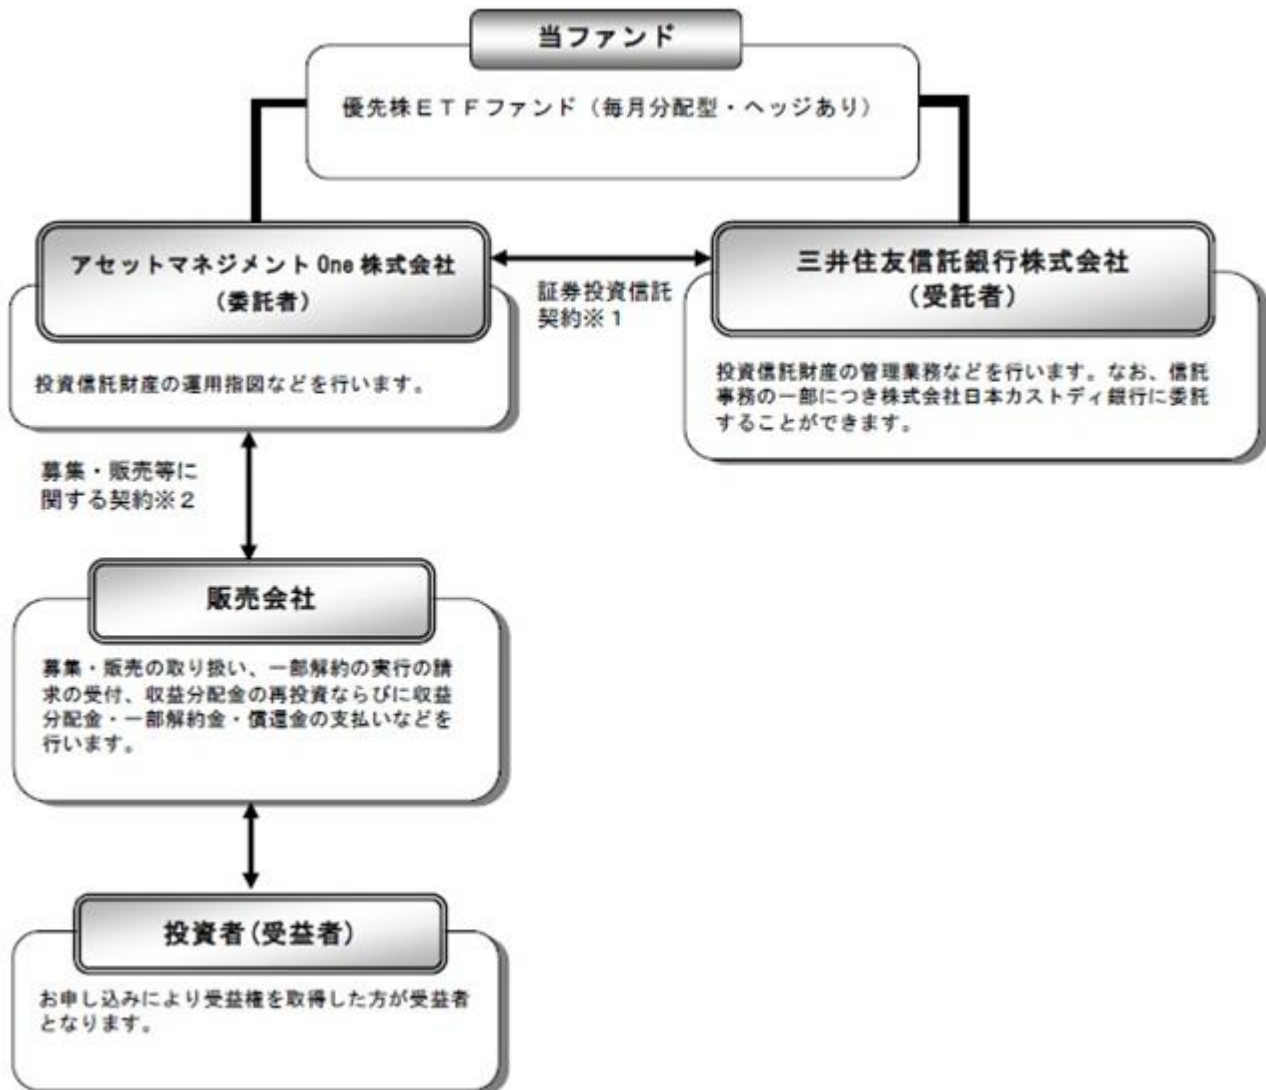 当ファンド
優先株ＥＴＦファンド（毎月分配型・ヘッジあり）
アセットマネジメント One 株式会社
（委託者）
投資信託財産の運用指図などを行います。
証券投資信託
契約※１
三井住友信託銀行株式会社
（受託者）
投資信託財産の管理業務などを行います。なお、信託
事務の一部につき株式会社日本カストディ銀行に委託
することができます。
募集・販売等に
関する契約※２
販売会社
募集・販売の取り扱い、一部解約の実行の請
求の受付、収益分配金の再投資ならびに収益
分配金・一部解約金・償還金の支払いなどを
行います。
投資者(受益者)
お申し込みにより受益権を取得した方が受益者
となります。